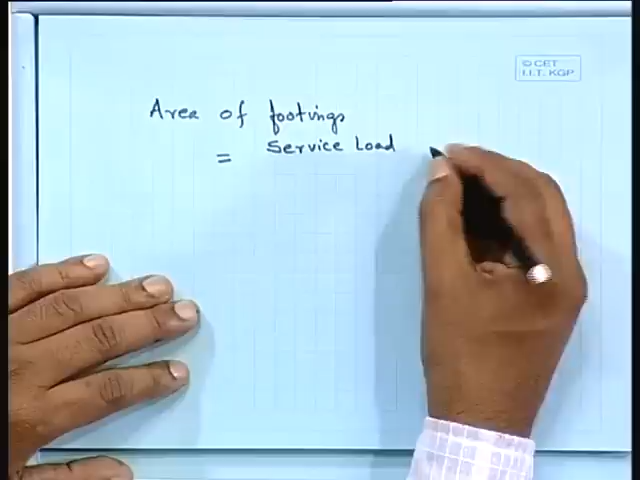 © CET
I.I.T. KGP
Area of footings
= Service Load